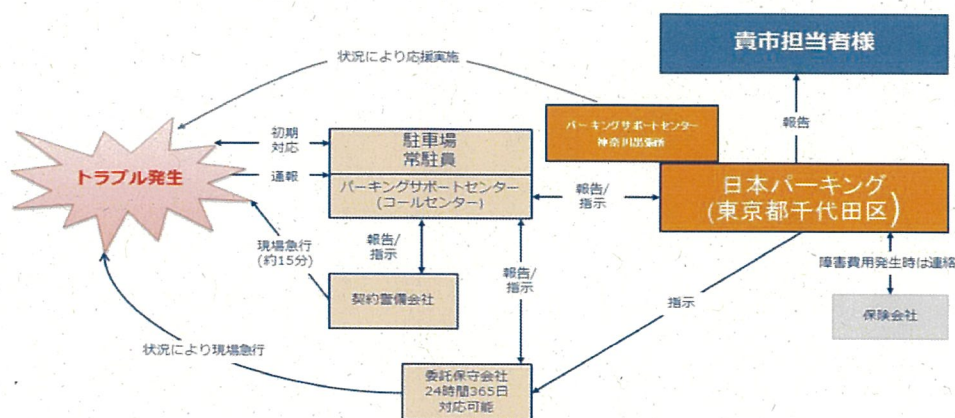 貴市担当者様
状況により応援実施
報告
パーキングサポートセンター
神奈川出張所
初期
対応
駐車場
常駐員
トラブル発生
通報
パーキングサポートセンター
(コールセンター)
報告/
指示
日本パーキング
(東京都千代田区)
現場急行
(約15分)
報告/
指示
報告/
指示
障害費用発生時は連絡
契約警備会社
指示
保険会社
状況により現場急行
委託保守会社
24時間365日
対応可能